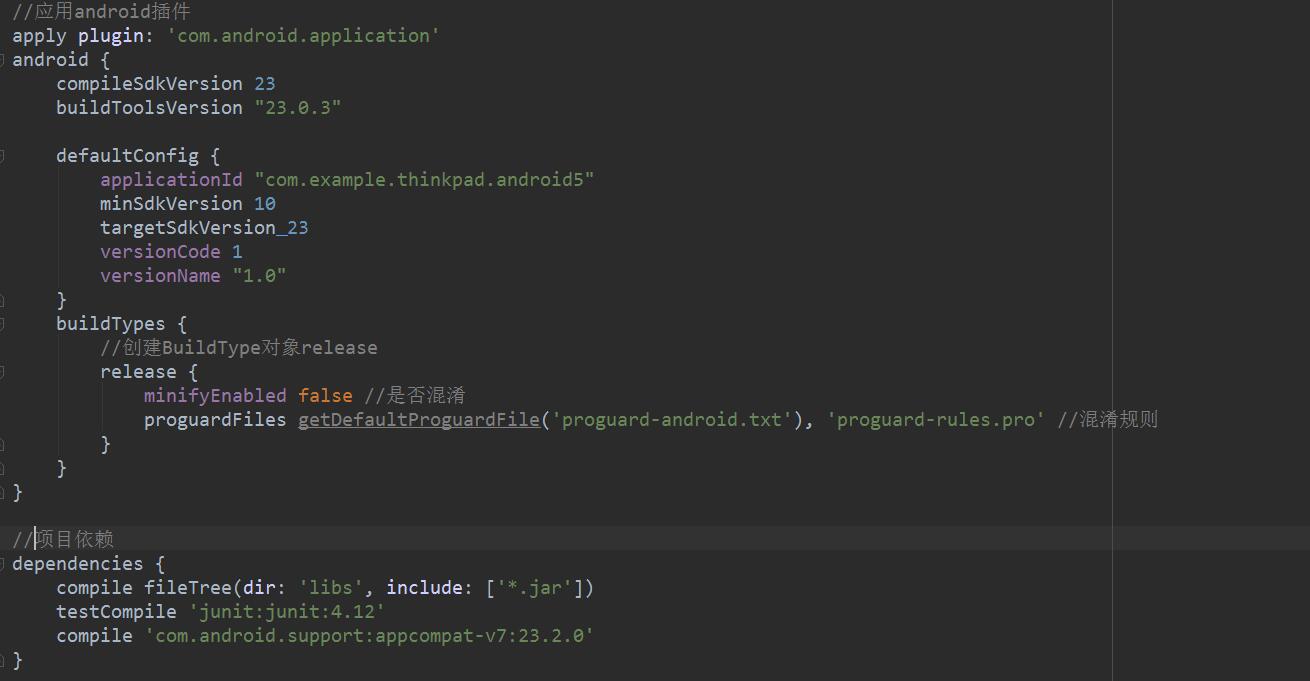 //应用android插件
apply plugin: 'com.android.application'
android {
    compileSdkVersion 23
    buildToolsVersion "23.0.3"

    defaultConfig {
        applicationId "com.example.thinkpad.android5"
        minSdkVersion 10
        targetSdkVersion_23
        versionCode 1
        versionName "1.0"
    }
    buildTypes {
        //创建BuildType对象release
        release {
            minifyEnabled false //是否混淆
            proguardFiles getDefaultProguardFile('proguard-android.txt'), 'proguard-rules.pro' //混淆规则
        }
    }
}

//项目依赖
dependencies {
    compile fileTree(dir: 'libs', include: ['*.jar'])
    testCompile 'junit:junit:4.12'
    compile 'com.android.support:appcompat-v7:23.2.0'
}